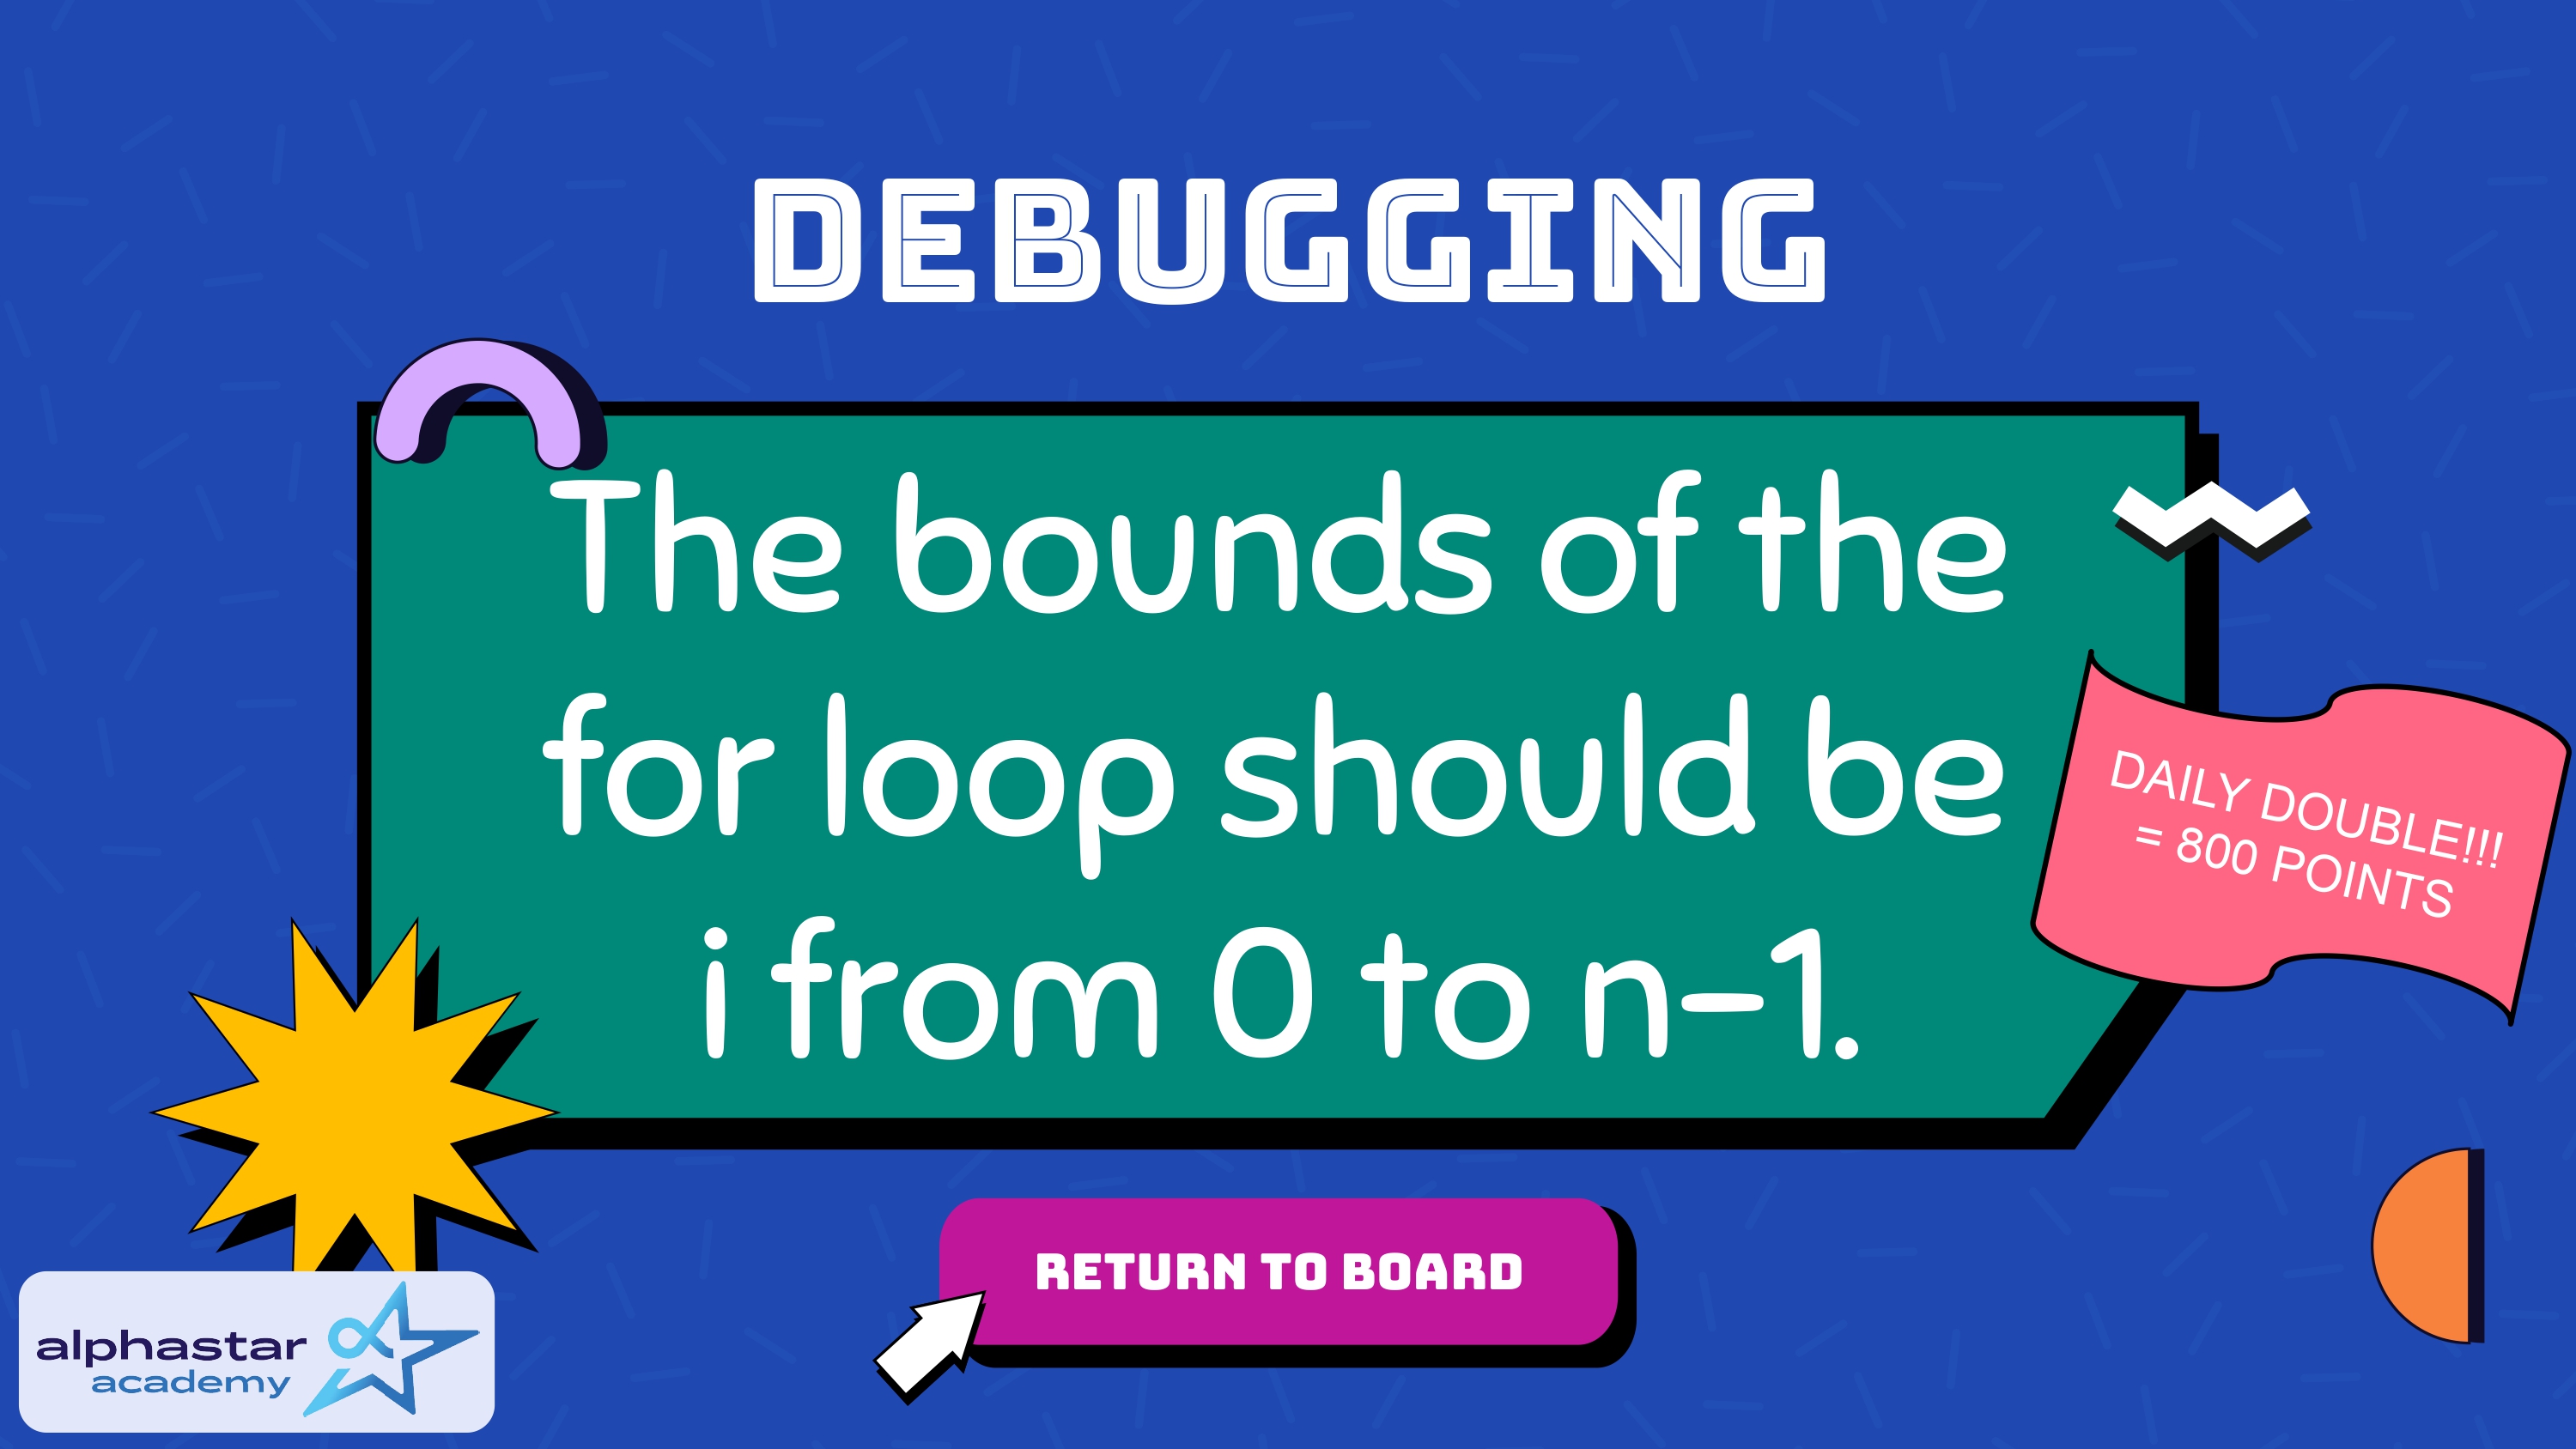 DEBUGGING
The bounds of the
for loop should be
i from 0 to n-1.
DAILY DOUBLE!!!
= 800 POINTS
RETURN TO BOARD
alphastar
academy